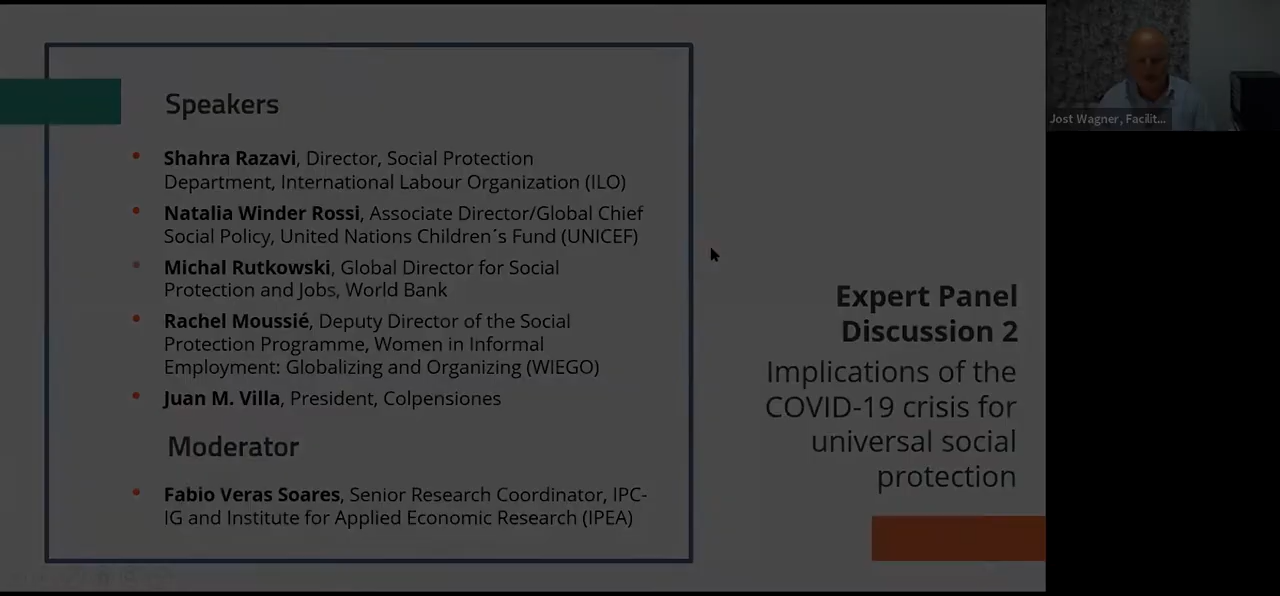 Speakers
Shahra Razavi, Director, Social Protection
Department, International Labour Organization (ILO)
Natalia Winder Rossi, Associate Director/Global Chief
Social Policy, United Nations Children´s Fund (UNICEF)
Michal Rutkowski, Global Director for Social
Protection and Jobs, World Bank
Rachel Moussié, Deputy Director of the Social
Protection Programme, Women in Informal
Employment: Globalizing and Organizing (WIEGO)
Juan M. Villa, President, Colpensiones
Moderator
Fabio Veras Soares, Senior Research Coordinator, IPC-
IG and Institute for Applied Economic Research (IPEA)
Expert Panel
Discussion 2
Implications of the
COVID-19 crisis for
universal social
protection
Jost Wagner, Facilit...